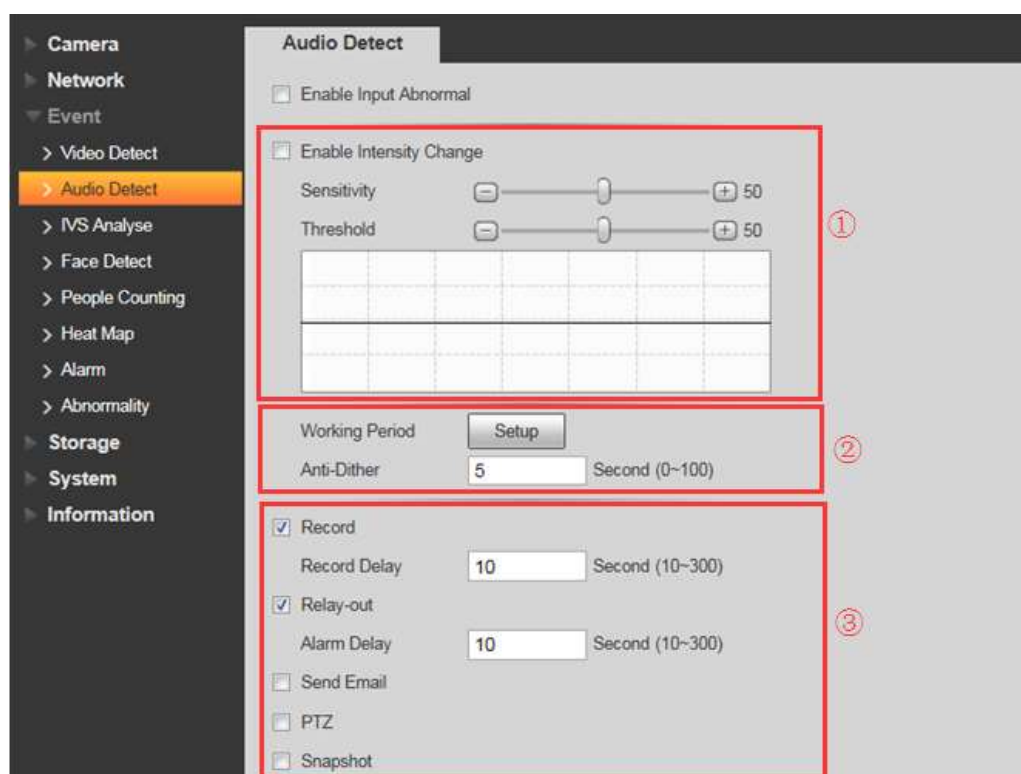 Camera
Network
Event
> Video Detect
> Audio Detect
> IVS Analyse
> Face Detect
> People Counting
> Heat Map
> Alarm
> Abnormality
Storage
System
Information
Audio Detect
Enable Input Abnormal
Enable Intensity Change
Sensitivity - + 50
Threshold - + 50
①
Working Period Setup
Anti-Dither 5 Second (0~100)
②
Record
Record Delay 10 Second (10~300)
Relay-out
Alarm Delay 10 Second (10~300)
③
Send Email
PTZ
Snapshot